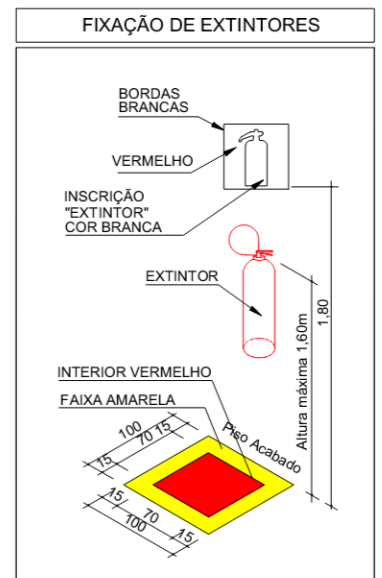 FIXAÇÃO DE EXTINTORES
BORDAS
BRANCAS
VERMELHO
INSCRIÇÃO
"EXTINTOR"
COR BRANCA
EXTINTOR
1,80
Altura máxima 1,60m
INTERIOR VERMELHO
FAIXA AMARELA
Piso Acabado
100
15
70
15
15
70
15
100